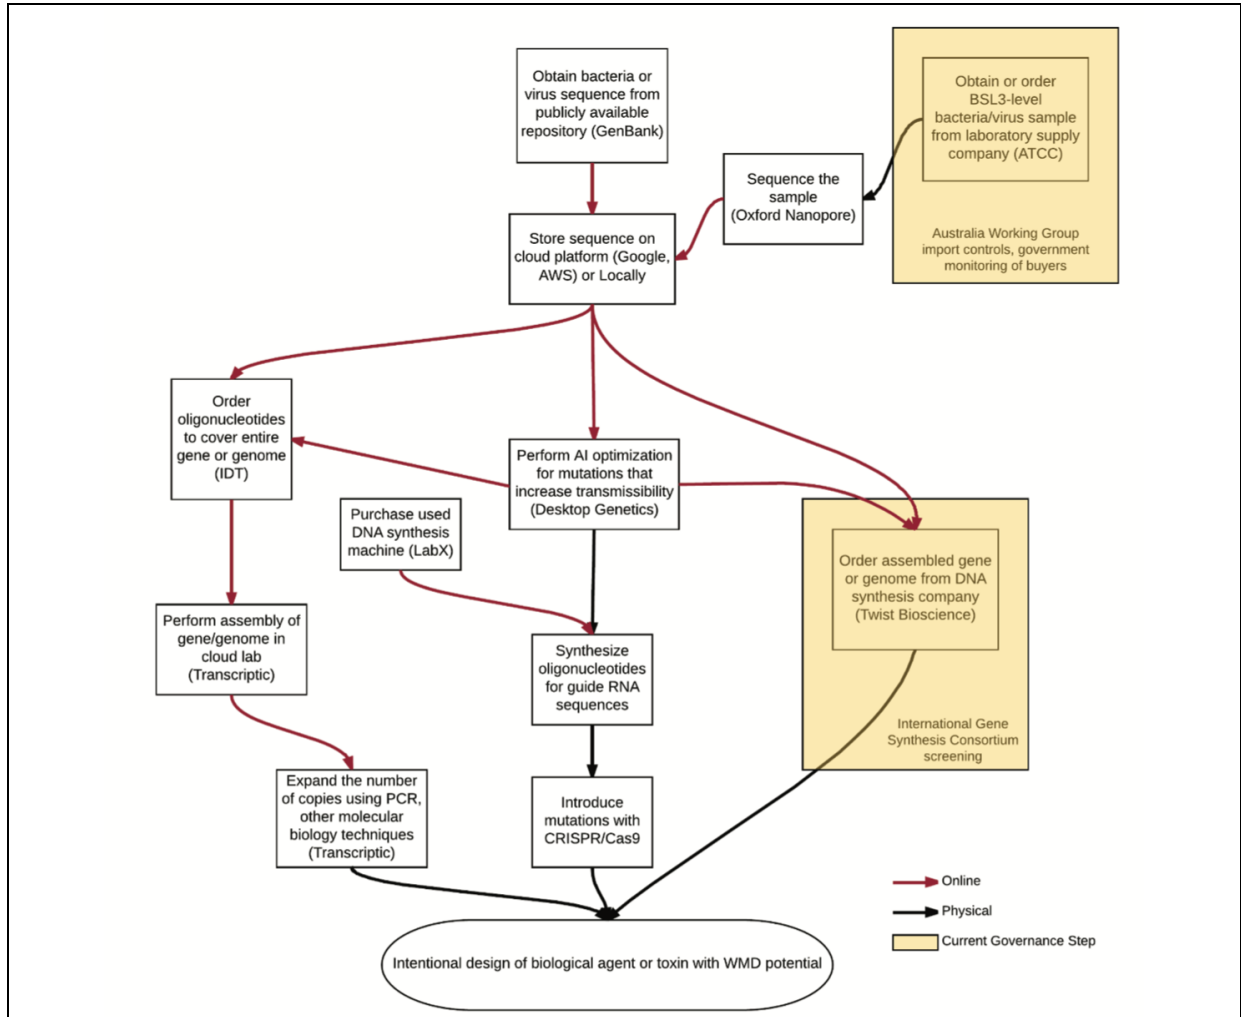 Obtain bacteria or
virus sequence from
publicly available
repository (GenBank)
Obtain or order
BSL3-level
bacteria/virus sample
from laboratory supply
company (ATCC)
Sequence the
sample
(Oxford Nanopore)
Australia Working Group
import controls, government
monitoring of buyers
Store sequence on
cloud platform (Google,
AWS) or Locally
Order
oligonucleotides
to cover entire
gene or genome
(IDT)
Perform AI optimization
for mutations that
increase transmissibility
(Desktop Genetics)
Purchase used
DNA synthesis
machine (LabX)
Order assembled gene
or genome from DNA
synthesis company
(Twist Bioscience)
Perform assembly of
gene/genome in
cloud lab
(Transcriptic)
Synthesize
oligonucleotides
for guide RNA
sequences
International Gene
Synthesis Consortium
screening
Expand the number
of copies using PCR,
other molecular
biology techniques
(Transcriptic)
Introduce
mutations with
CRISPR/Cas9
Online
Physical
Current Governance Step
Intentional design of biological agent or toxin with WMD potential